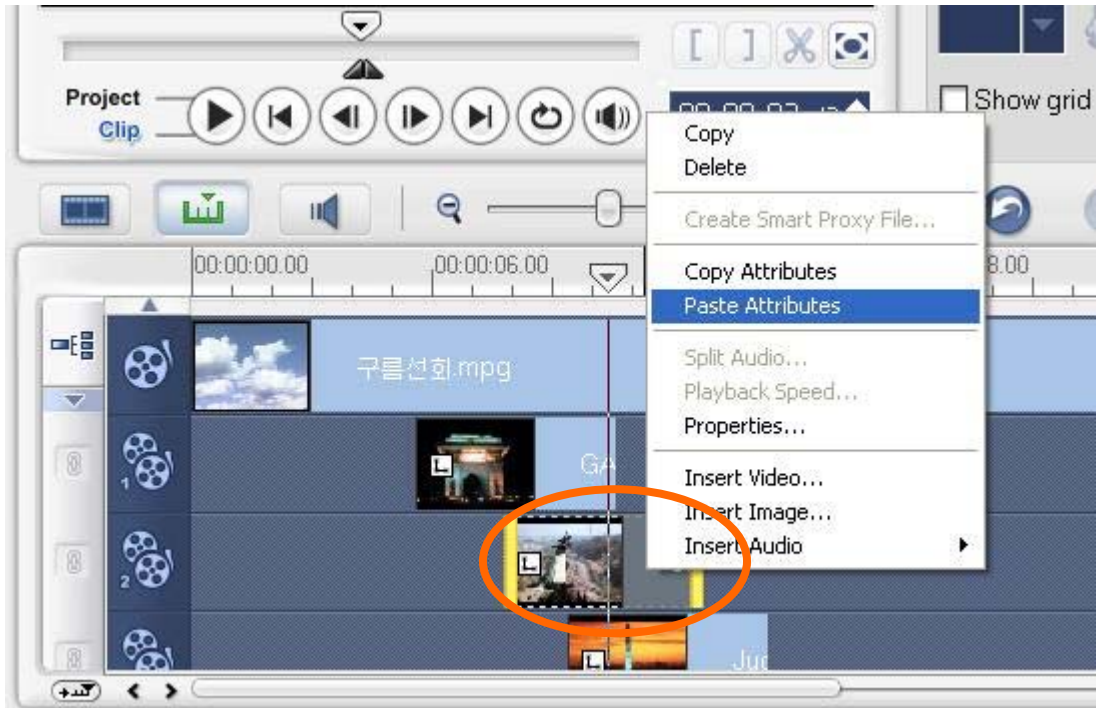 Project
Clip
Show grid
Copy
Delete
Create Smart Proxy File...
Copy Attributes
Paste Attributes
Split Audio...
Playback Speed...
Properties...
Insert Video...
Insert Image...
Insert Audio
00:00:00.00
00:00:06.00
8.00
구름선회.mpg
GA
1
2